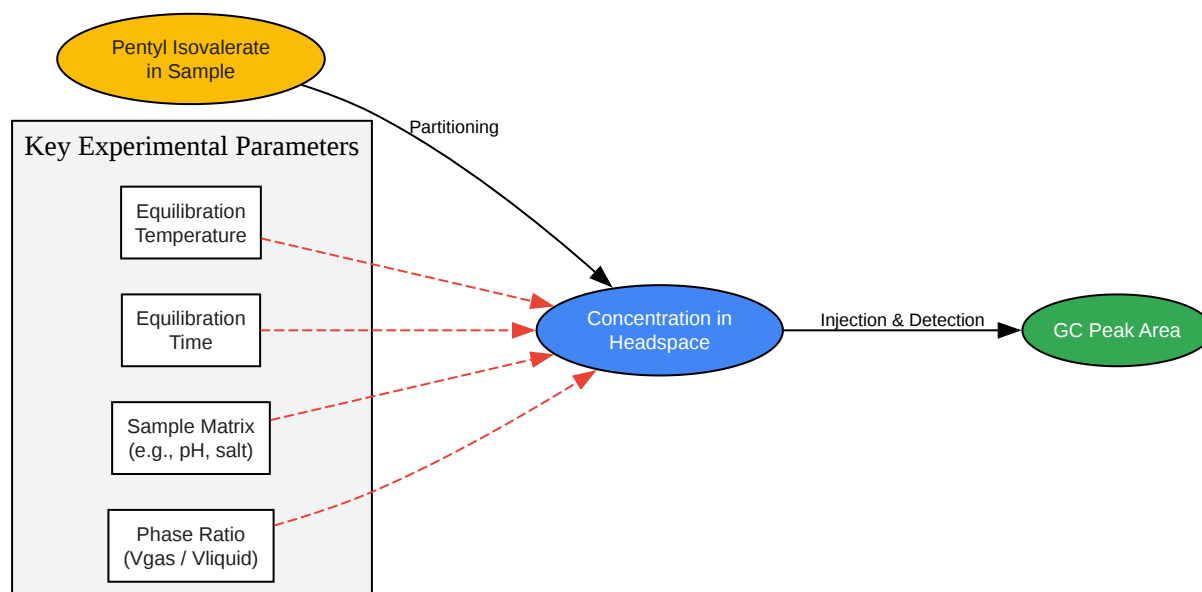 Pentyl Isovalerate
in Sample
Partitioning
Key Experimental Parameters
Equilibration
Temperature
Equilibration
Time
Sample Matrix
(e.g., pH, salt)
Phase Ratio
(Vgas / Vliquid)
Concentration in
Headspace
Injection & Detection
GC Peak Area